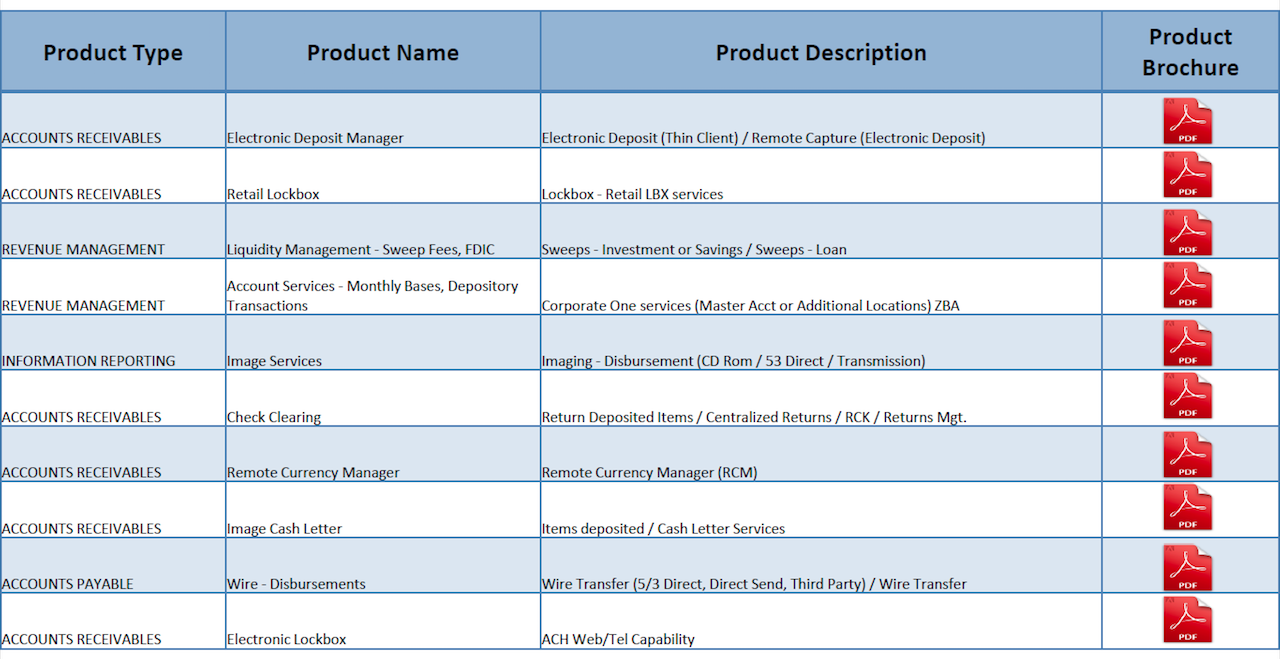 Product Type Product Name Product Description Product Brochure
ACCOUNTS RECEIVABLES Electronic Deposit Manager Electronic Deposit (Thin Client) / Remote Capture (Electronic Deposit) PDF
ACCOUNTS RECEIVABLES Retail Lockbox Lockbox - Retail LBX services PDF
REVENUE MANAGEMENT Liquidity Management - Sweep Fees, FDIC Sweeps - Investment or Savings / Sweeps - Loan PDF
REVENUE MANAGEMENT Account Services - Monthly Bases, Depository Transactions Corporate One services (Master Acct or Additional Locations) ZBA PDF
INFORMATION REPORTING Image Services Imaging - Disbursement (CD Rom / 53 Direct / Transmission) PDF
ACCOUNTS RECEIVABLES Check Clearing Return Deposited Items / Centralized Returns / RCK / Returns Mgt. PDF
ACCOUNTS RECEIVABLES Remote Currency Manager Remote Currency Manager (RCM) PDF
ACCOUNTS RECEIVABLES Image Cash Letter Items deposited / Cash Letter Services PDF
ACCOUNTS PAYABLE Wire - Disbursements Wire Transfer (5/3 Direct, Direct Send, Third Party) / Wire Transfer PDF
ACCOUNTS RECEIVABLES Electronic Lockbox ACH Web/Tel Capability PDF